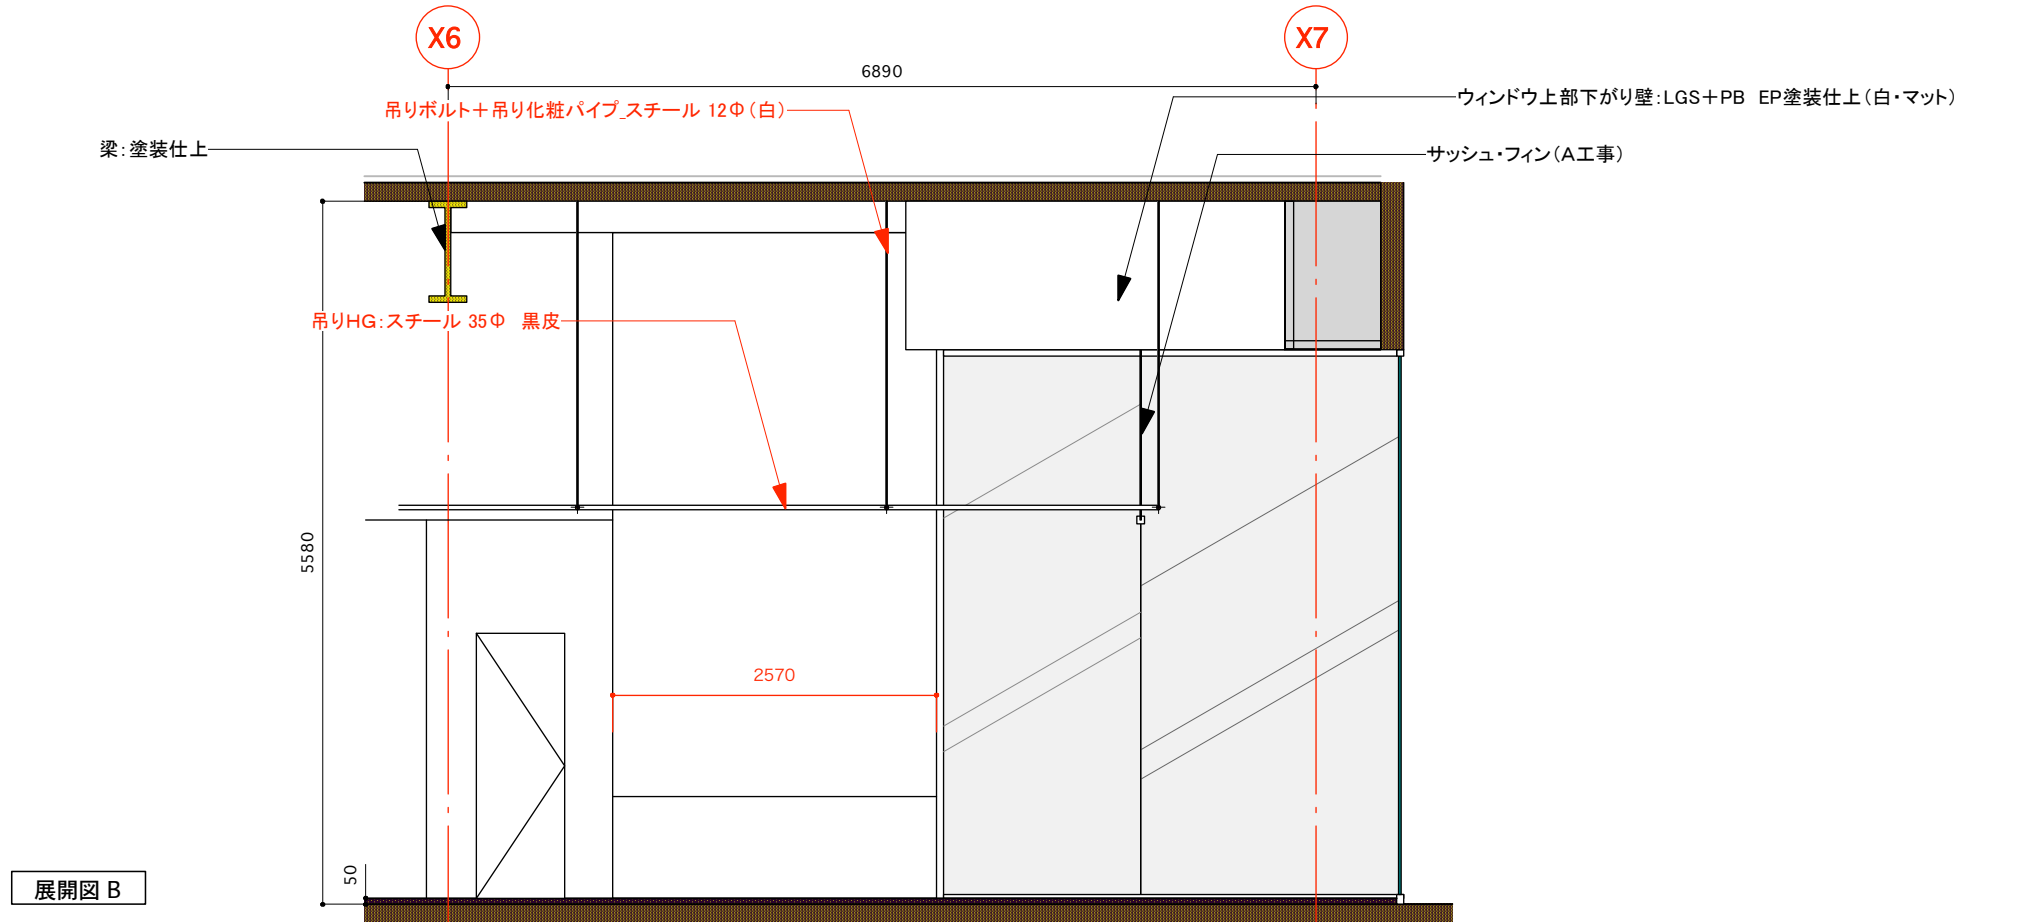 X6
X7
6890
吊りボルト＋吊り化粧パイプ_スチール 12Φ（白）
ウィンドウ上部下がり壁：LGS＋PB　EP塗装仕上（白・マット）
梁：塗装仕上
サッシュ・フィン（A工事）
吊りHG：スチール 35Φ　黒皮
5580
2570
50
展開図 B